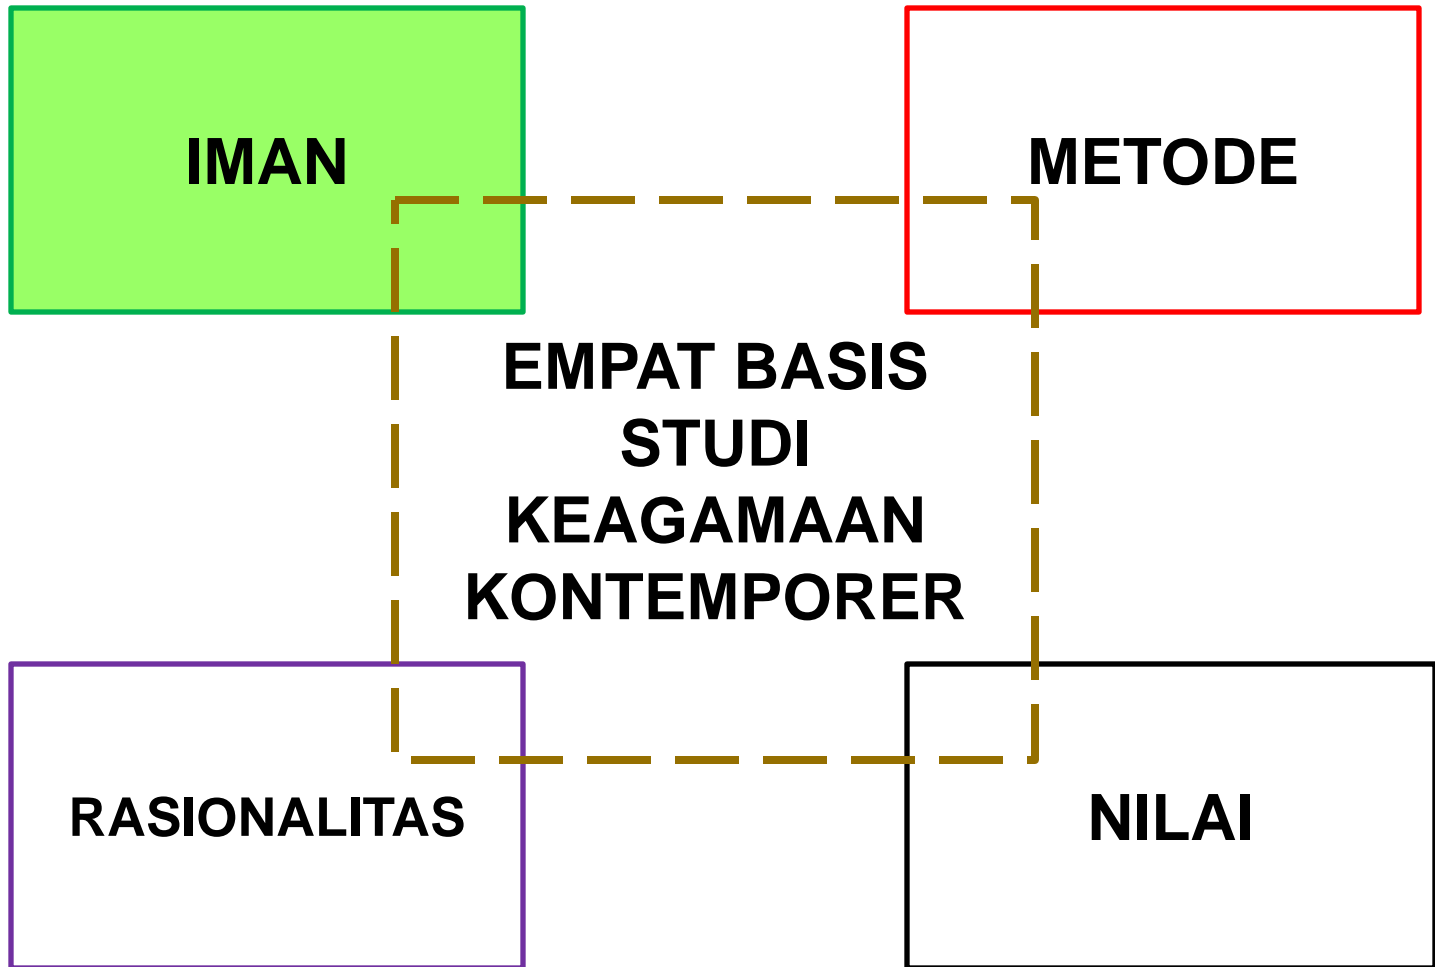 IMAN
METODE
EMPAT BASIS
STUDI
KEAGAMAAN
KONTEMPORER
RASIONALITAS
NILAI